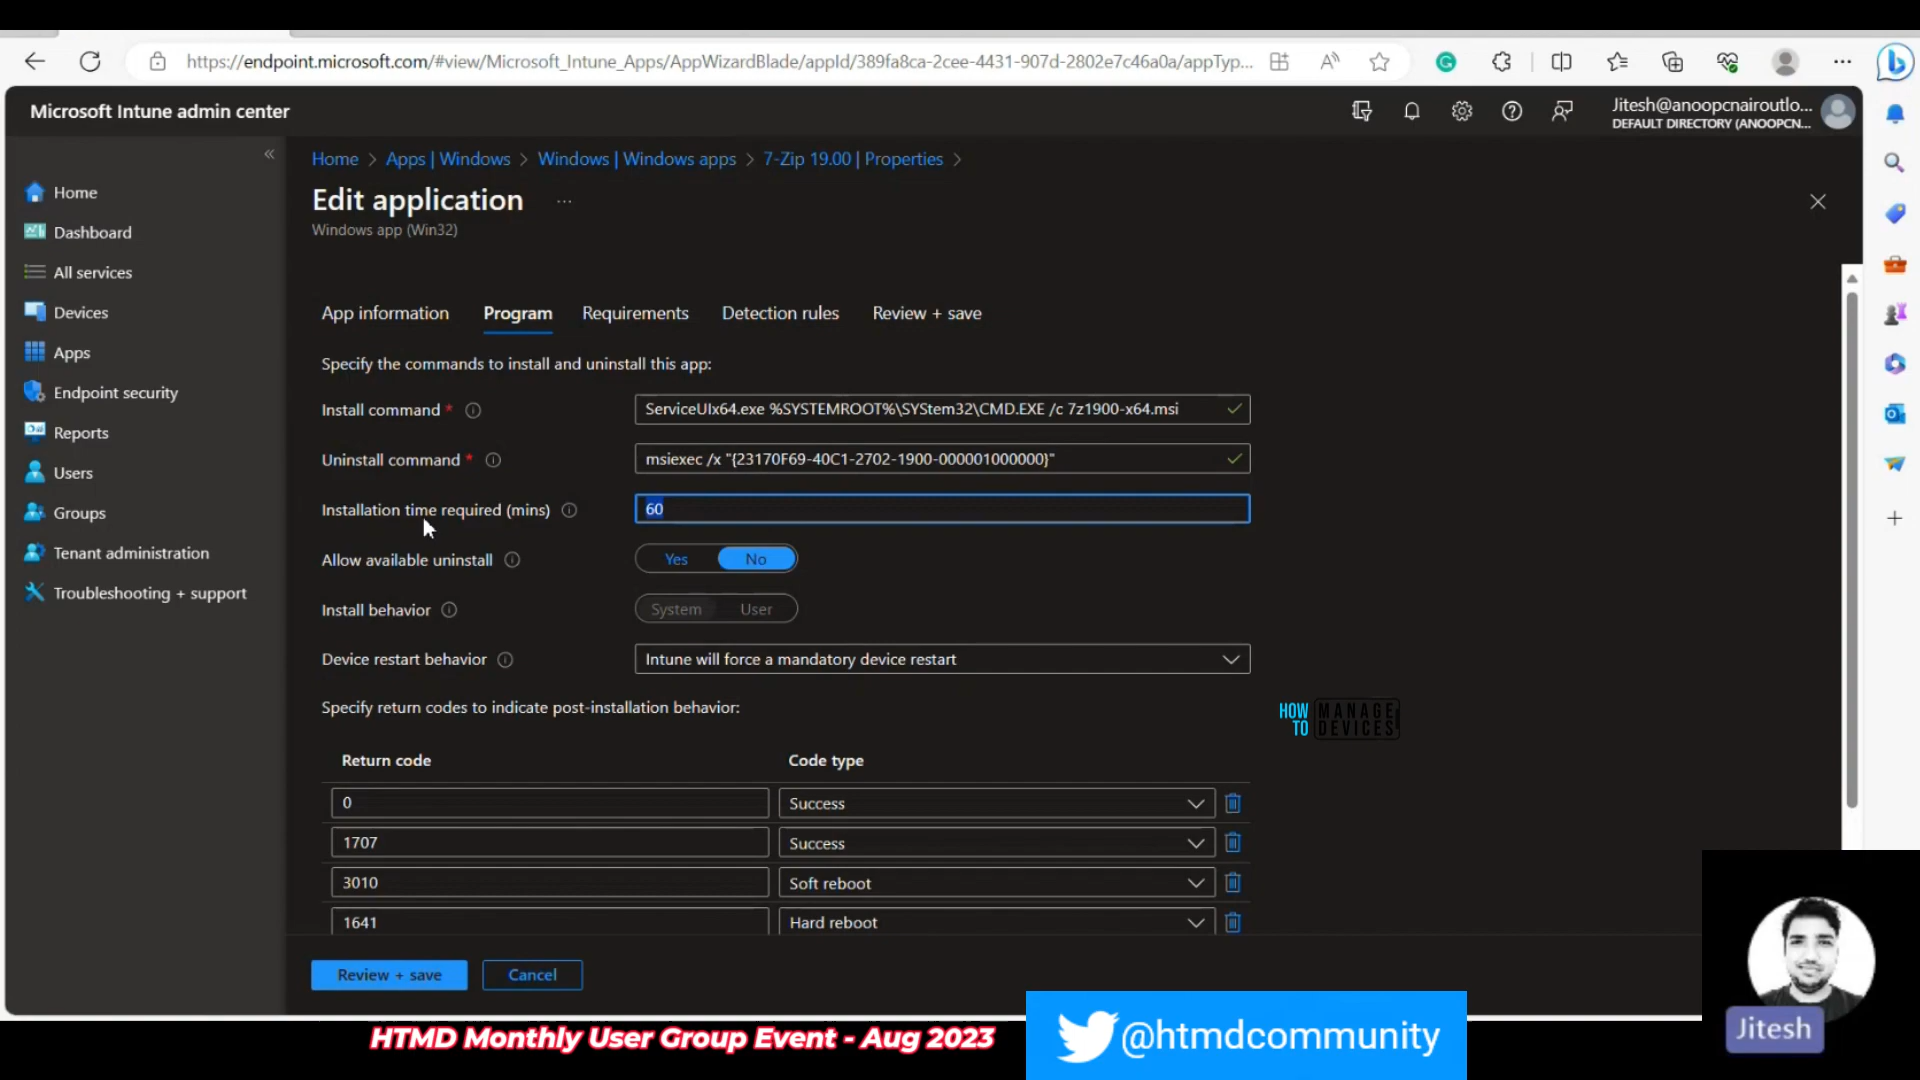 https://endpoint.microsoft.com/#view/Microsoft_Intune_Apps/AppWizardBlade/appId/389fa8ca-2cee-4431-907d-2802e7c46a0a/appTyp...
Microsoft Intune admin center
Jitesh@anoopcnairoutlo...
DEFAULT DIRECTORY (ANOOPCN...
Home > Apps | Windows > Windows | Windows apps > 7-Zip 19.00 | Properties >
Edit application ...
Windows app (Win32)
Home
Dashboard
All services
Devices
Apps
Endpoint security
Reports
Users
Groups
Tenant administration
Troubleshooting + support
App information Program Requirements Detection rules Review + save
Specify the commands to install and uninstall this app:
Install command * ServiceUIx64.exe %SYSTEMROOT%\SYStem32\CMD.EXE /c 7z1900-x64.msi
Uninstall command * msiexec /x "{23170F69-40C1-2702-1900-000001000000}"
Installation time required (mins) 60
Allow available uninstall Yes No
Install behavior System User
Device restart behavior Intune will force a mandatory device restart
Specify return codes to indicate post-installation behavior:
Return code Code type
0 Success
1707 Success
3010 Soft reboot
1641 Hard reboot
Review + save Cancel
HOW TO MANAGE DEVICES
HTMD Monthly User Group Event - Aug 2023
@htmdcommunity
Jitesh